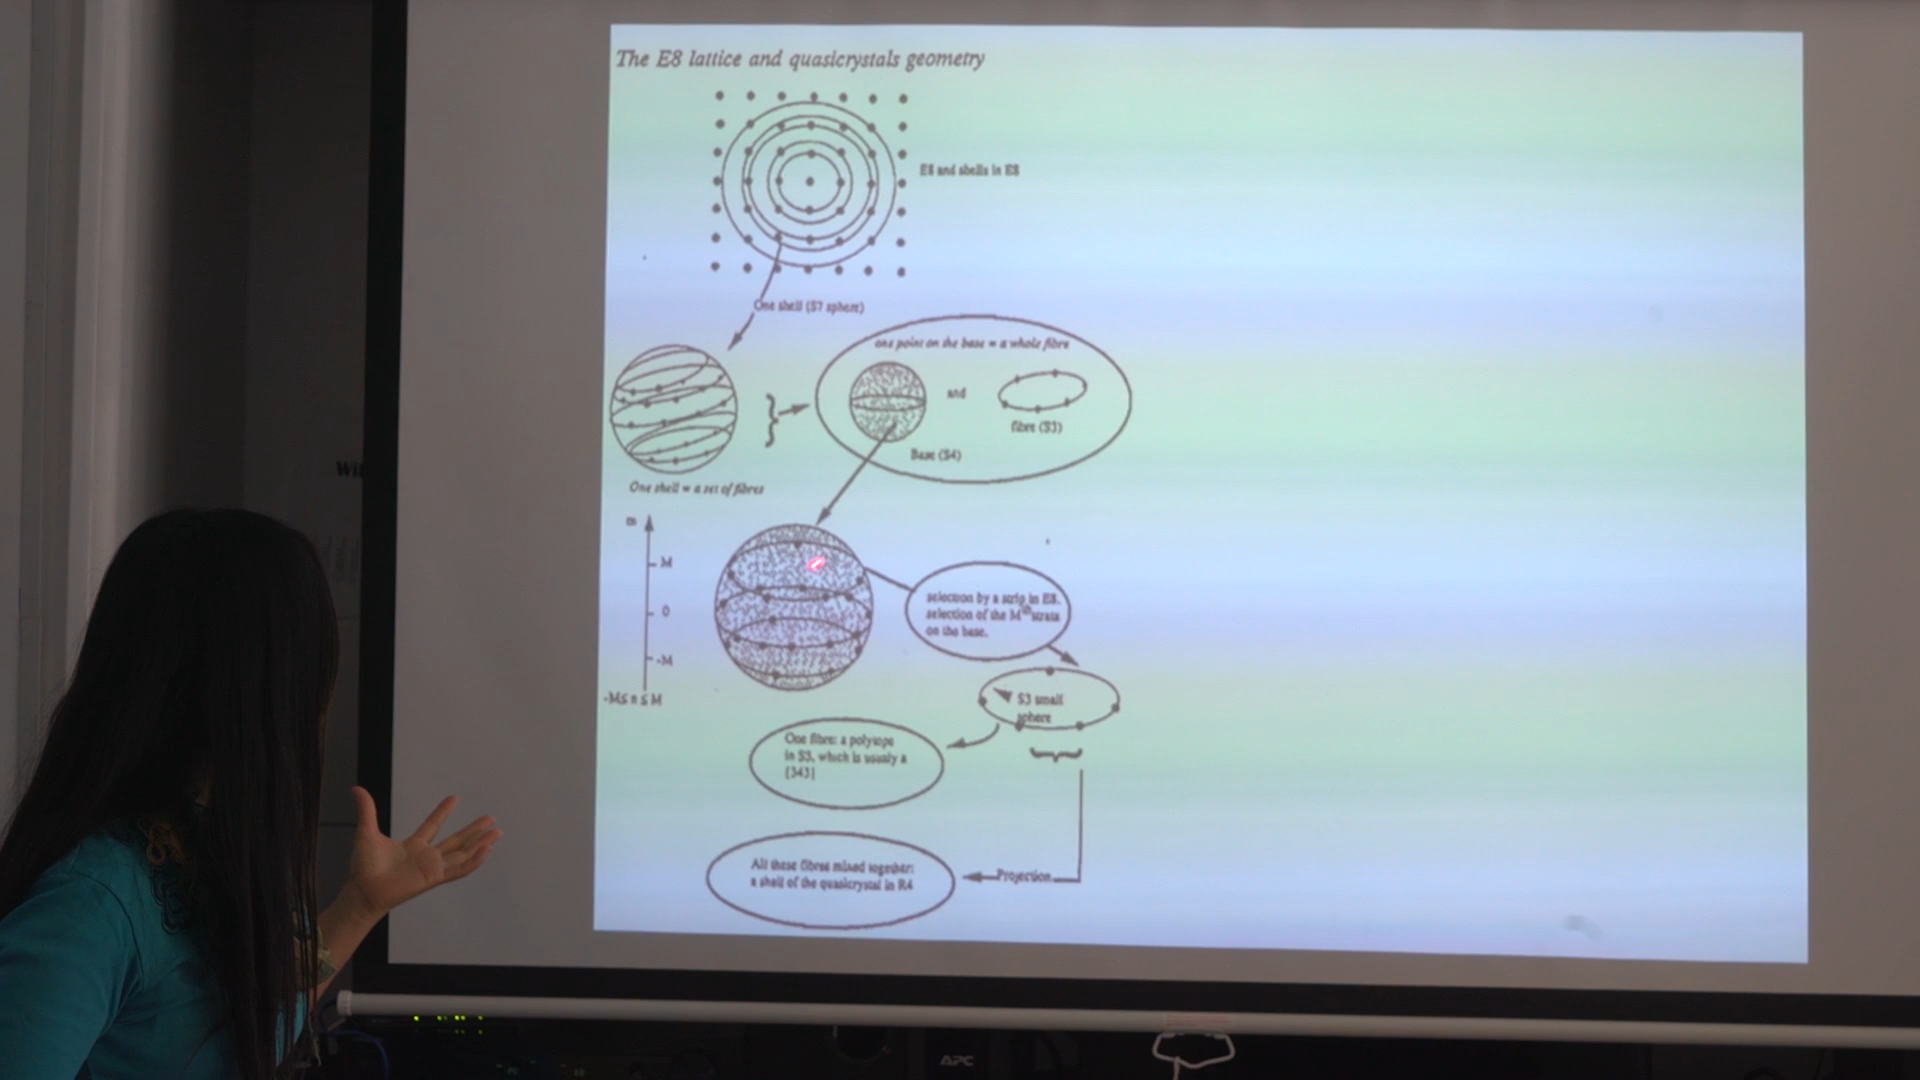 The E8 lattice and quasicrystals geometry
E8 and shells in E8
One shell (S7 sphere)
one point on the base = a whole fibre
and
fibre (S3)
Base (S4)
One shell = a set of fibres
M
0
-M
-M≤ n ≤ M
selection by a strip in E8,
selection of the Mth strata
on the base.
S3 small
sphere
One fibre: a polytope
in S3, which is usually a
{343}
All these fibres mixed together:
a shell of the quasicrystal in R4
Projection
APC